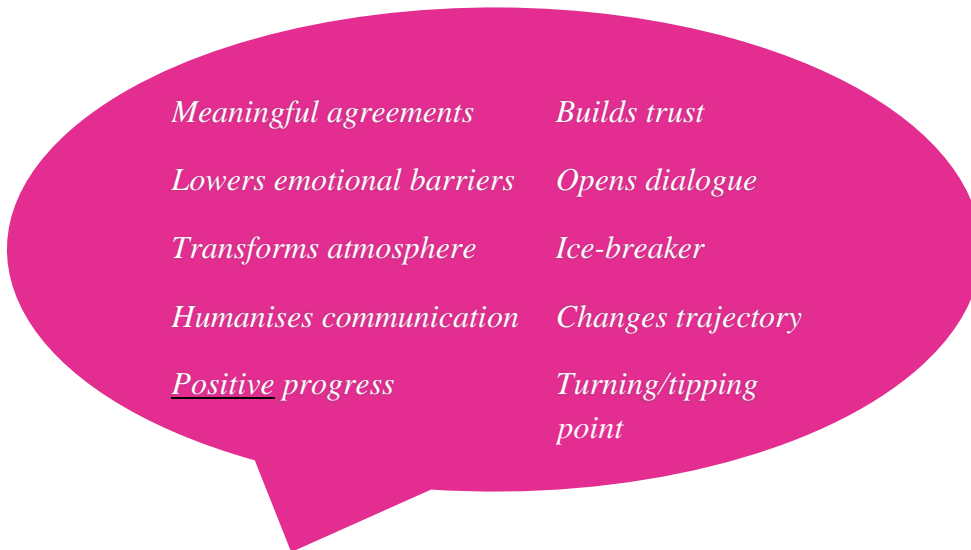 Meaningful agreements
Lowers emotional barriers
Transforms atmosphere
Humanises communication
Positive progress
Builds trust
Opens dialogue
Ice-breaker
Changes trajectory
Turning/tipping
point